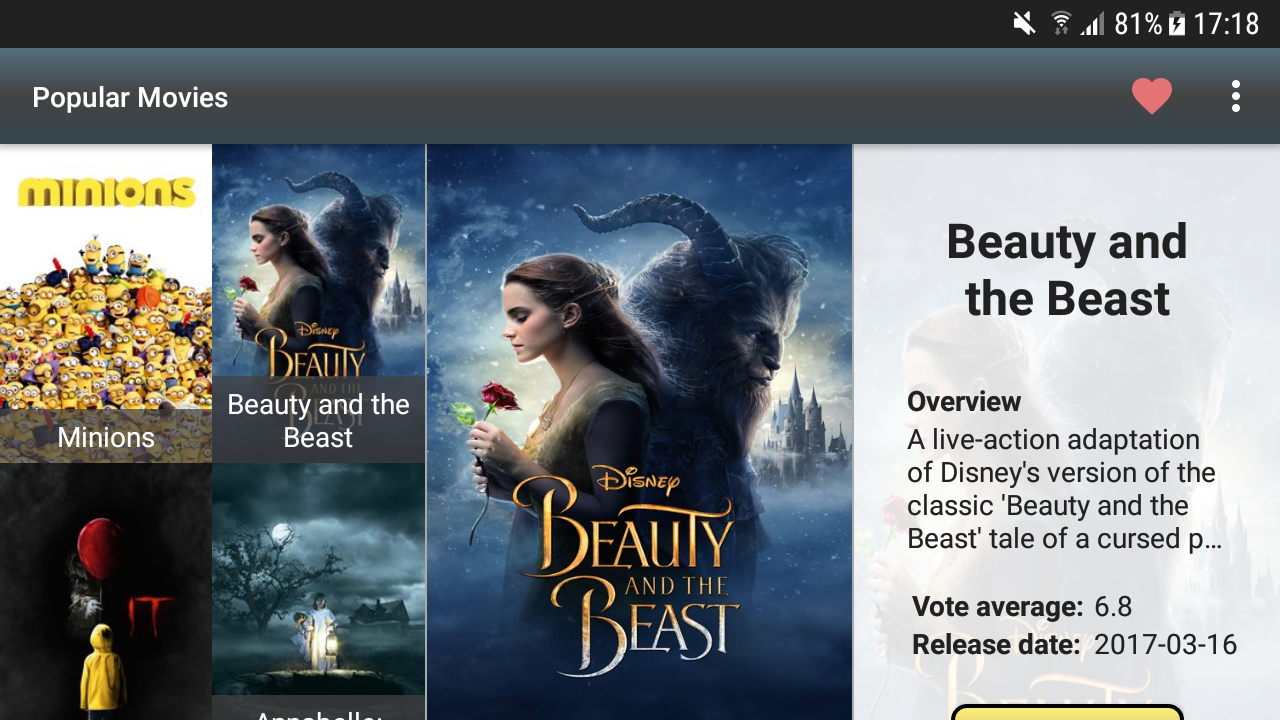 81% 17:18
Popular Movies
MINIONS
Minions
DISNEY
BEAUTY
AND THE
BEAST
Beauty and the
Beast
IT
DISNEY
BEAUTY
AND THE
BEAST
Beauty and
the Beast
Overview
A live-action adaptation
of Disney's version of the
classic 'Beauty and the
Beast' tale of a cursed p...
Vote average: 6.8
Release date: 2017-03-16